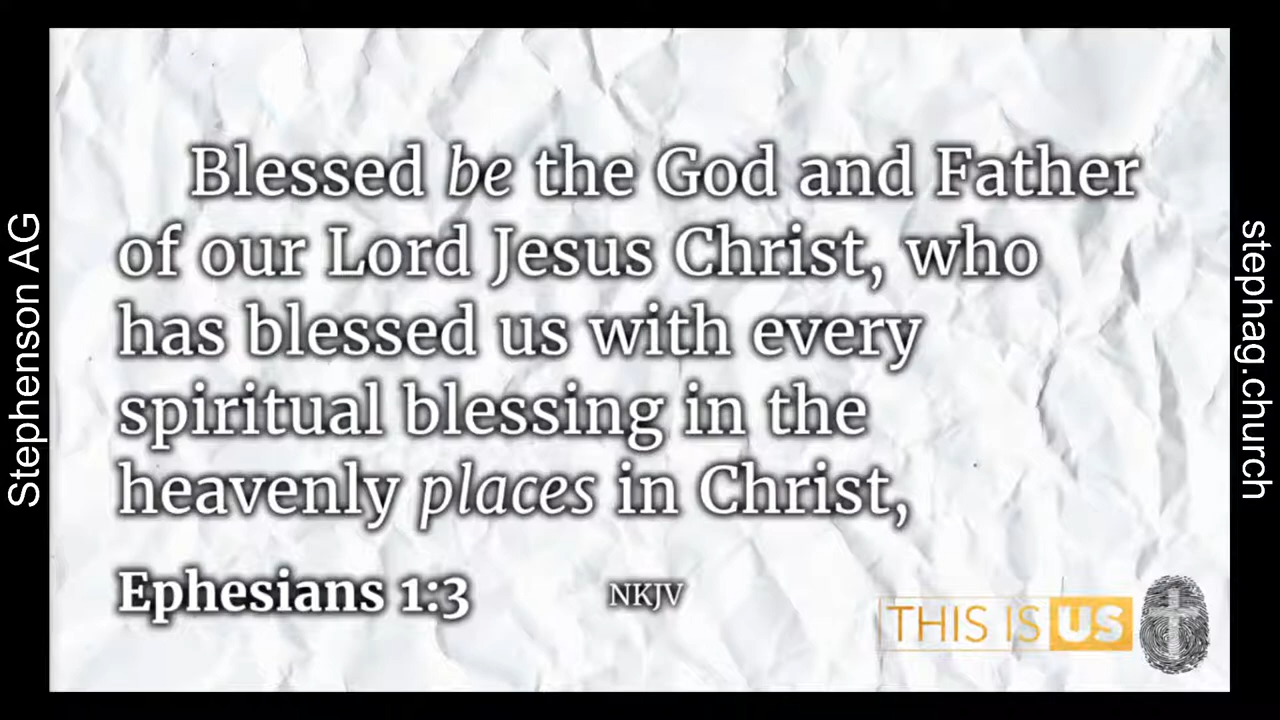 Blessed be the God and Father
of our Lord Jesus Christ, who
has blessed us with every
spiritual blessing in the
heavenly places in Christ,
Ephesians 1:3 NKJV
THIS IS US
Stephenson AG
stephag.church